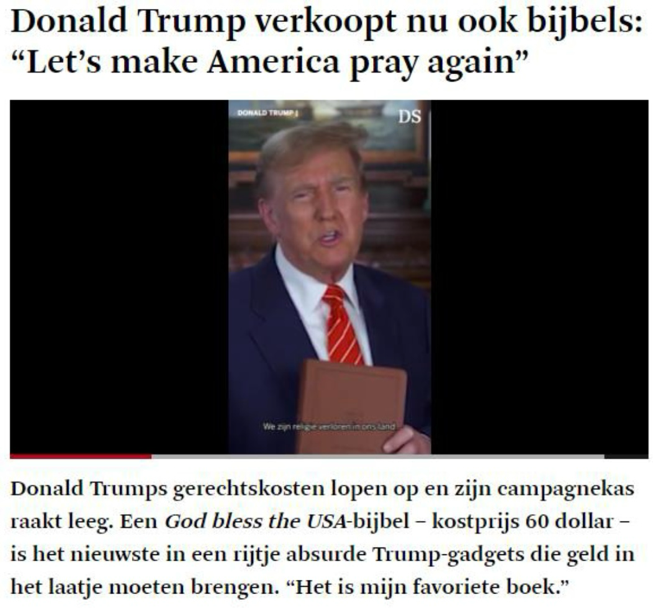 Donald Trump verkoopt nu ook bijbels:
“Let’s make America pray again”
DONALD TRUMP |
DS
We zijn religie verloren in ons land
Donald Trumps gerechtskosten lopen op en zijn campagnekas
raakt leeg. Een God bless the USA-bijbel – kostprijs 60 dollar –
is het nieuwste in een rijtje absurde Trump-gadgets die geld in
het laatje moeten brengen. “Het is mijn favoriete boek.”